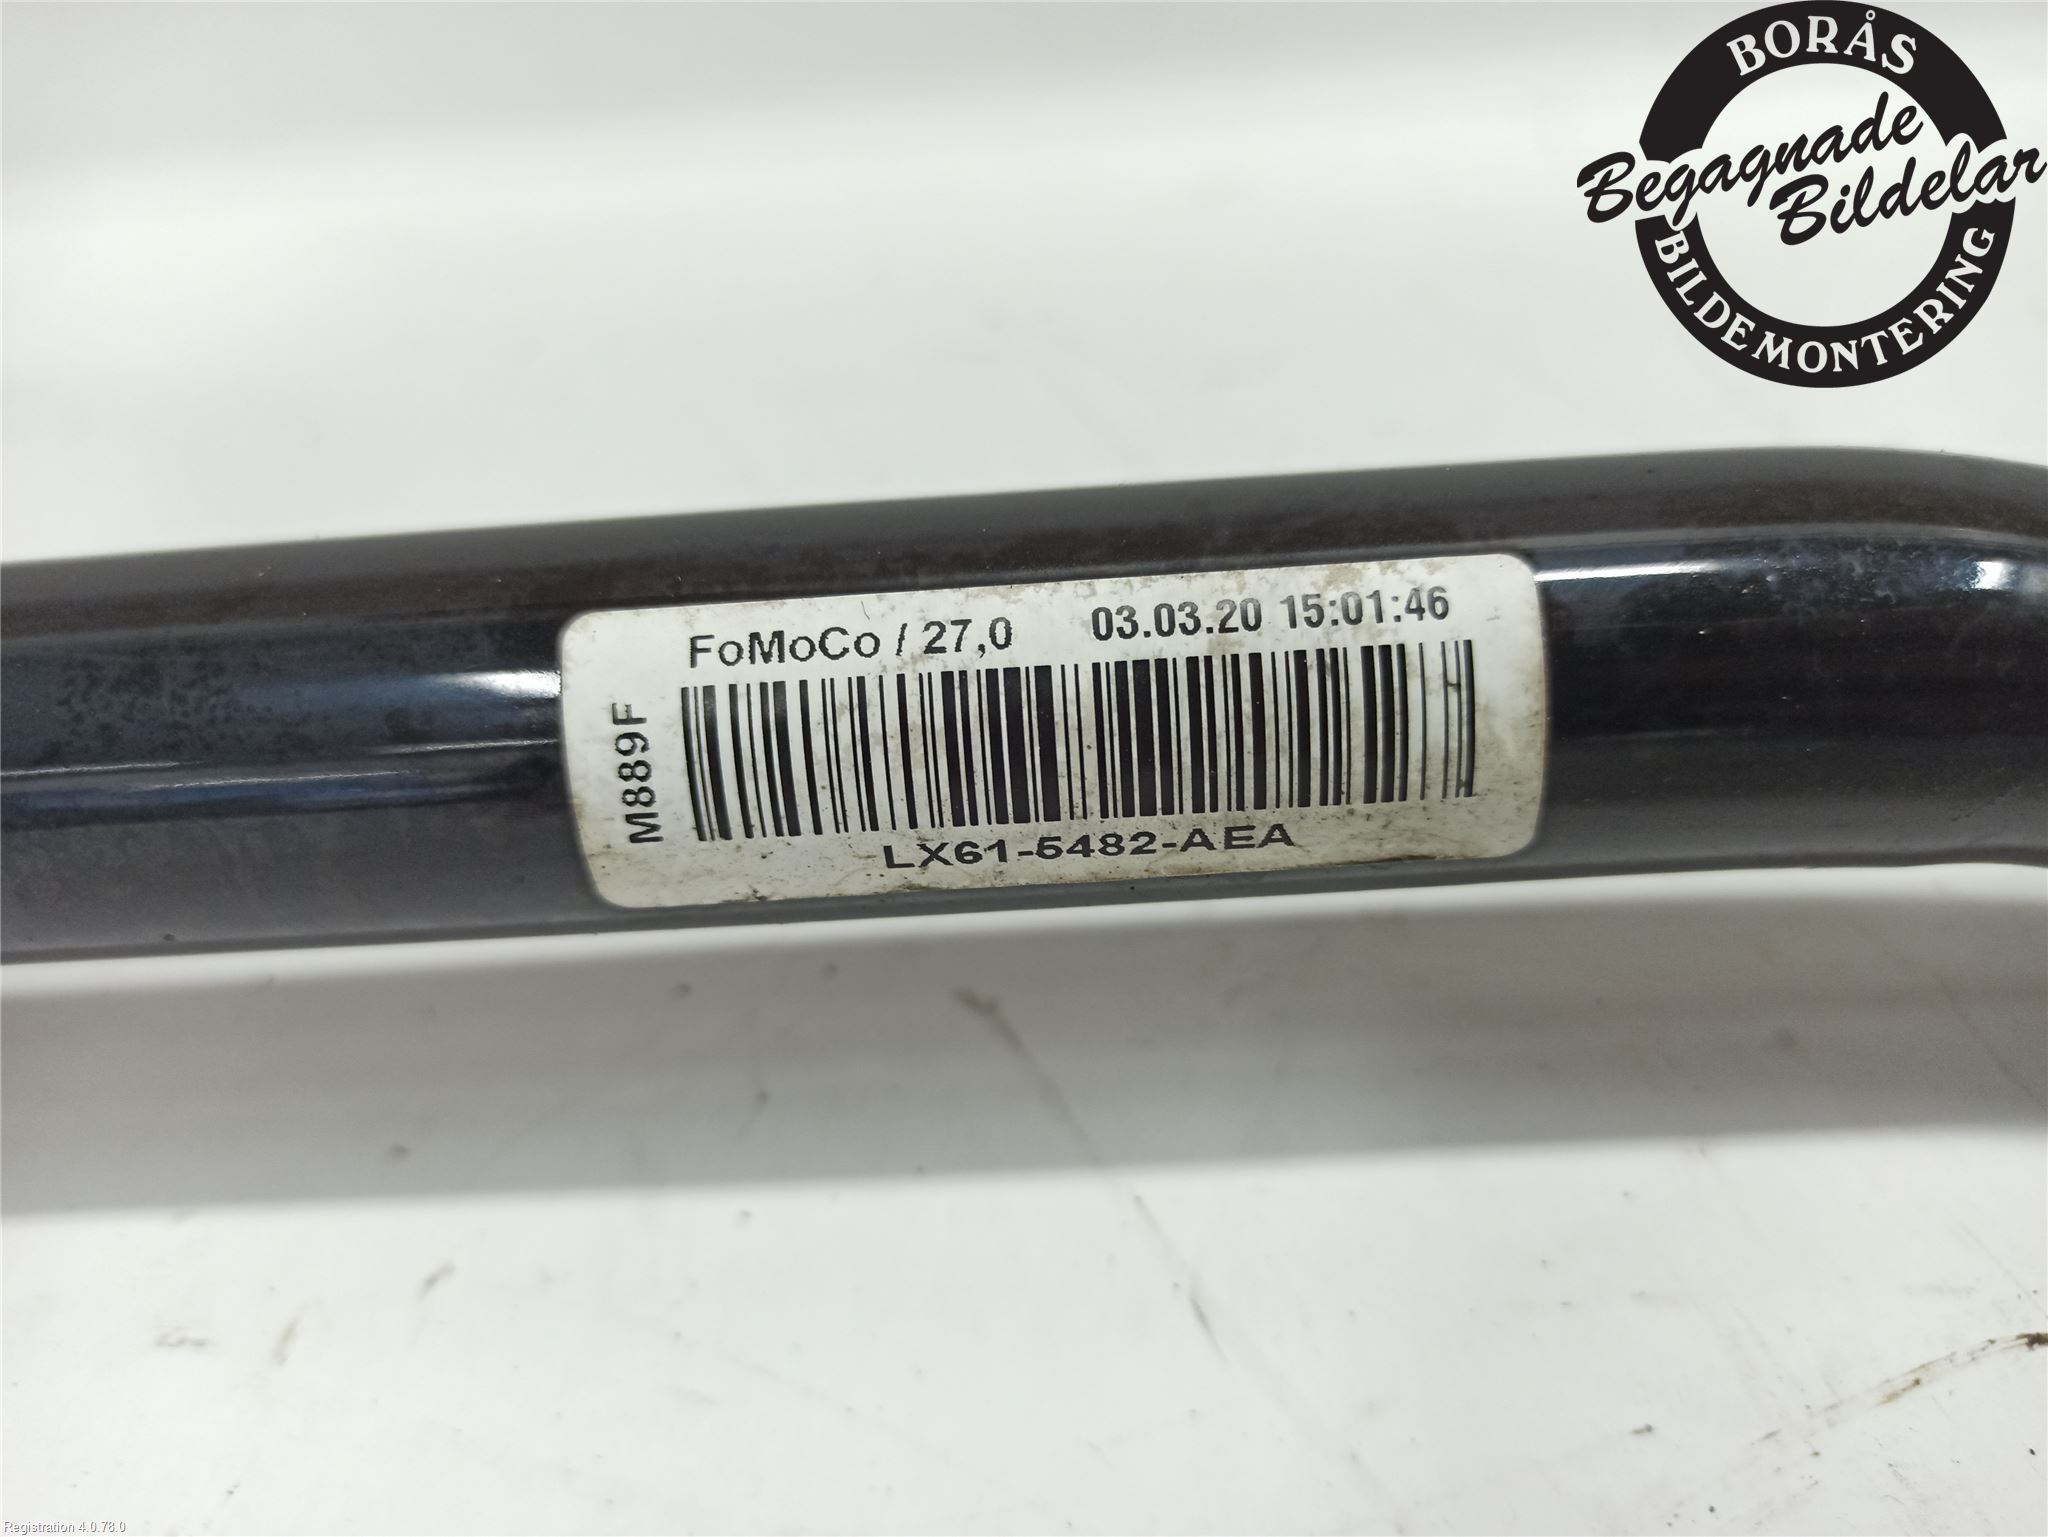 BORÅS
Begagnade
Bildelar
BILDEMONTERING
FoMoCo / 27,0 03.03.20 15:01:46
M889F
LX61-5482-AEA
Registration 4.0.78.0